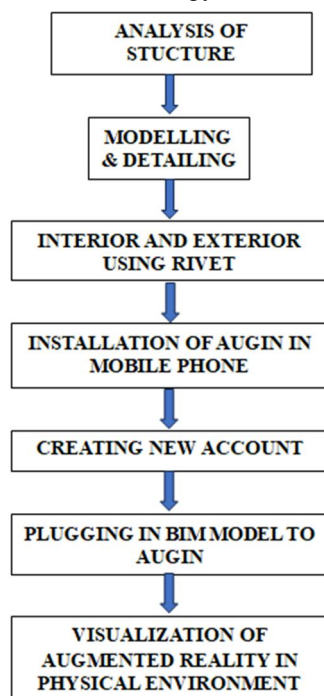 ANALYSIS OF
STUCTURE
MODELLING
& DETAILING
INTERIOR AND EXTERIOR
USING RIVET
INSTALLATION OF AUGIN IN
MOBILE PHONE
CREATING NEW ACCOUNT
PLUGGING IN BIM MODEL TO
AUGIN
VISUALIZATION OF
AUGMENTED REALITY IN
PHYSICAL ENVIRONMENT